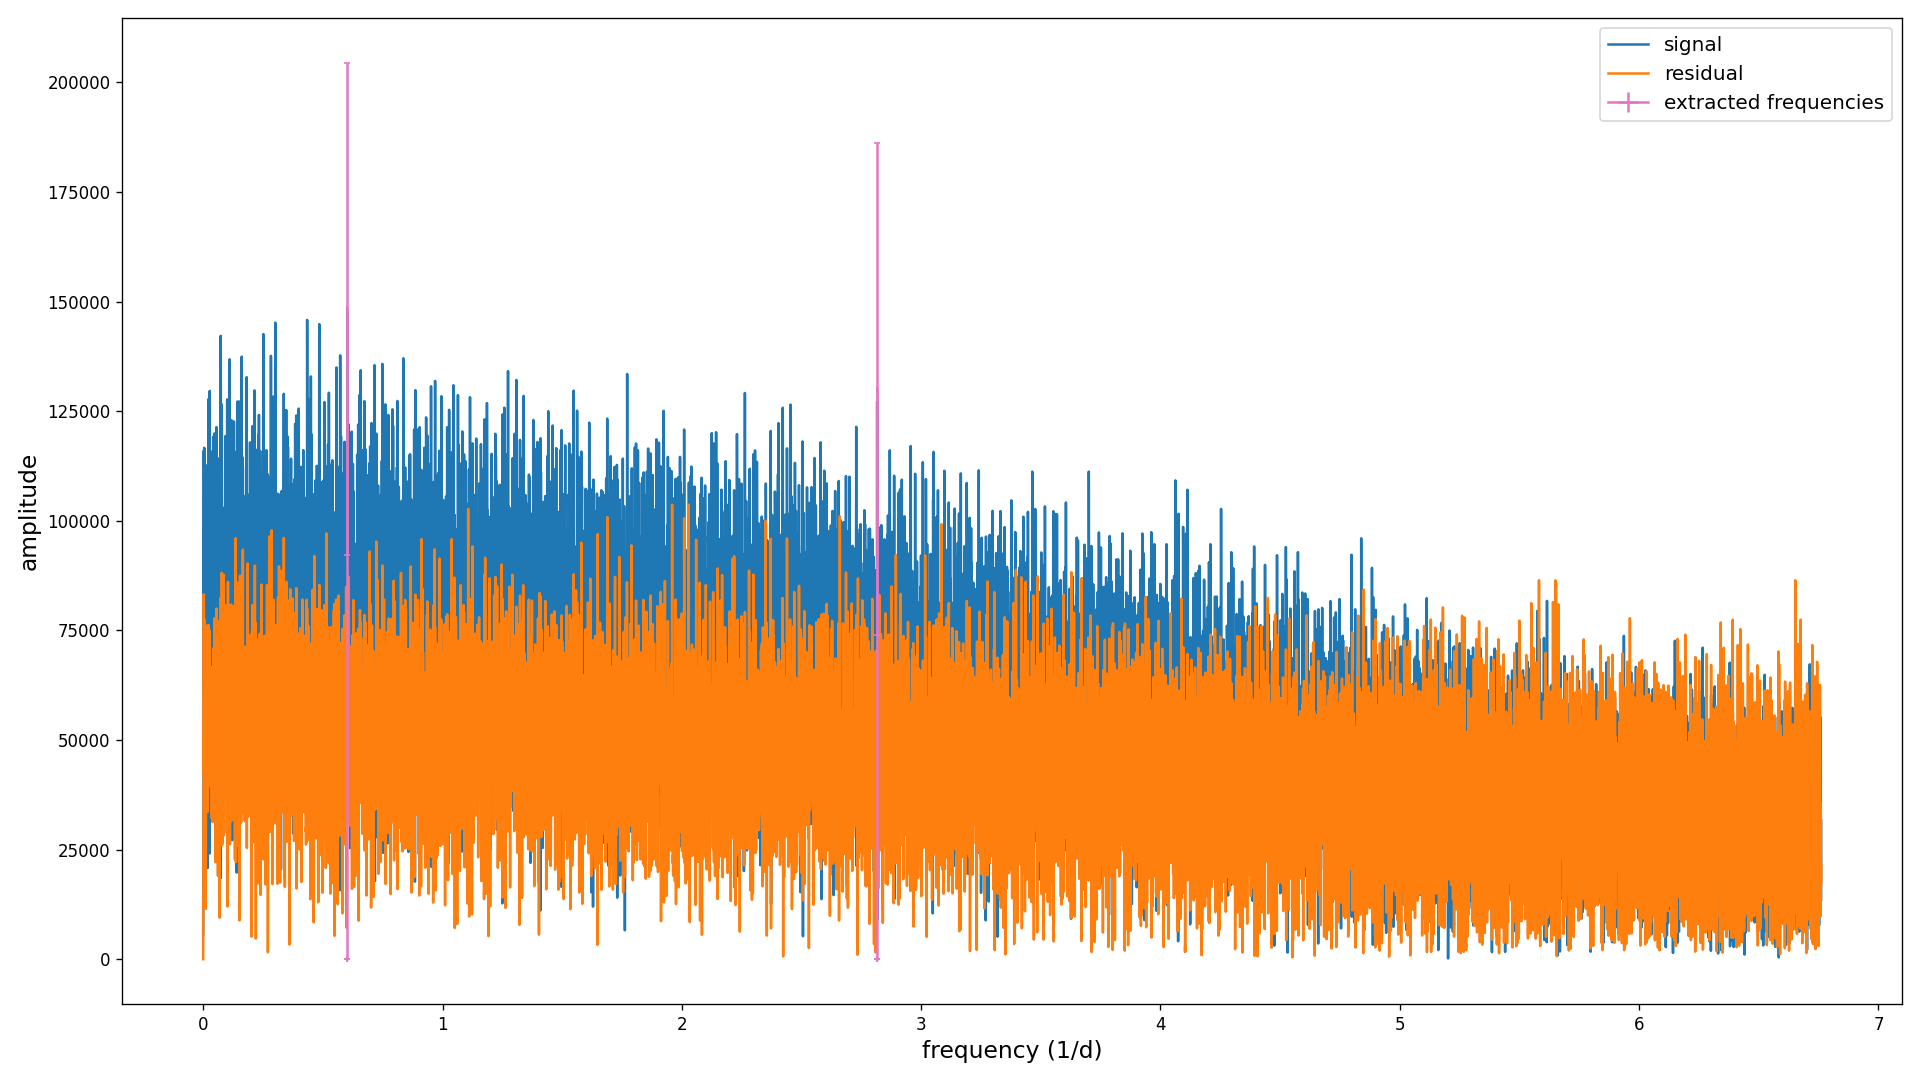 signal
residual
extracted frequencies
amplitude
200000
175000
150000
125000
100000
75000
50000
25000
0
0 1 2 3 4 5 6 7
frequency (1/d)